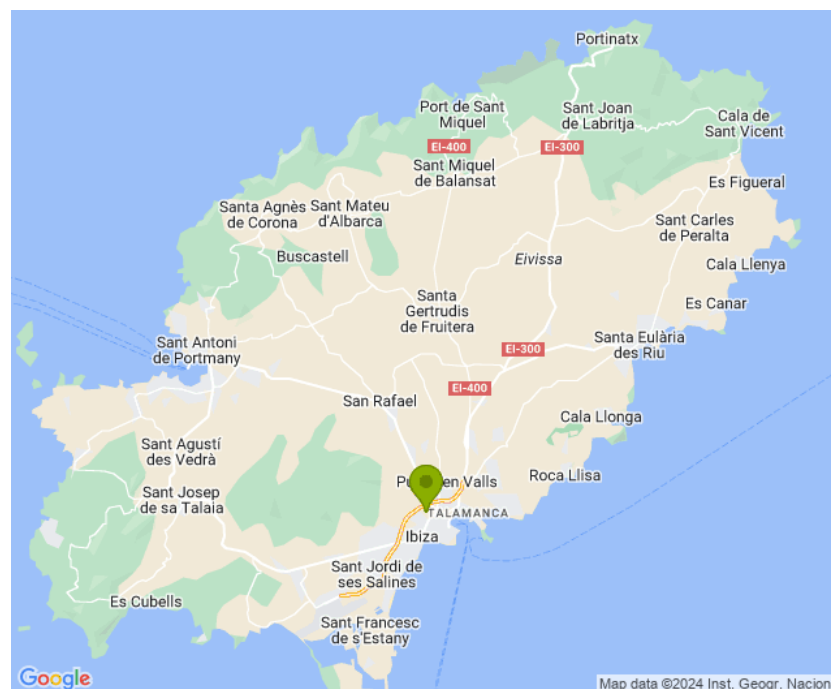 Portinatx
Port de Sant
Miquel
Sant Joan
de Labritja
Cala de
Sant Vicent
EI-400
EI-300
Sant Miquel
de Balansat
Es Figueral
Santa Agnès
de Corona
Sant Mateu
d'Albarca
Sant Carles
de Peralta
Buscastell
Eivissa
Cala Llenya
Santa
Gertrudis
de Fruitera
Es Canar
Sant Antoni
de Portmany
Santa Eulària
des Riu
EI-300
EI-400
San Rafael
Cala Llonga
Sant Agustí
des Vedrà
Roca Llisa
en Valls
Sant Josep
de sa Talaia
TALAMANCA
Ibiza
Sant Jordi de
ses Salines
Es Cubells
Sant Francesc
de s'Estany
Google
Map data ©2024 Inst. Geogr. Nacion